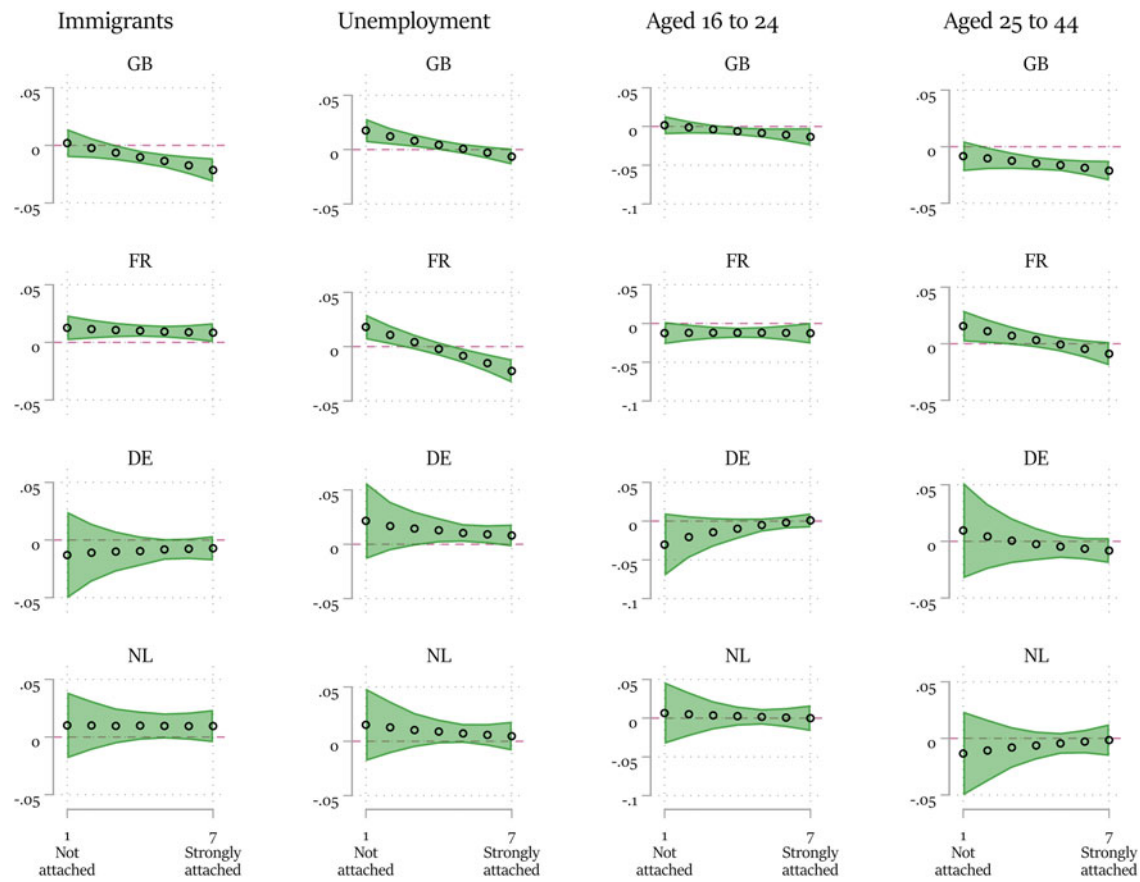 Immigrants Unemployment Aged 16 to 24 Aged 25 to 44
GB GB GB GB
.05 .05 .05 .05
0 0 0 0
-.05 -.05 -.05 -.05
-.1
FR FR FR FR
.05 .05 .05 .05
0 0 0 0
-.05 -.05 -.05 -.05
-.1
DE DE DE DE
.05 .05 .05 .05
0 0 0 0
-.05 -.05 -.05 -.05
-.1
NL NL NL NL
.05 .05 .05 .05
0 0 0 0
-.05 -.05 -.05 -.05
-.1
1 7 1 7 1 7 1 7
Not Strongly Not Strongly Not Strongly Not Strongly
attached attached attached attached attached attached attached attached